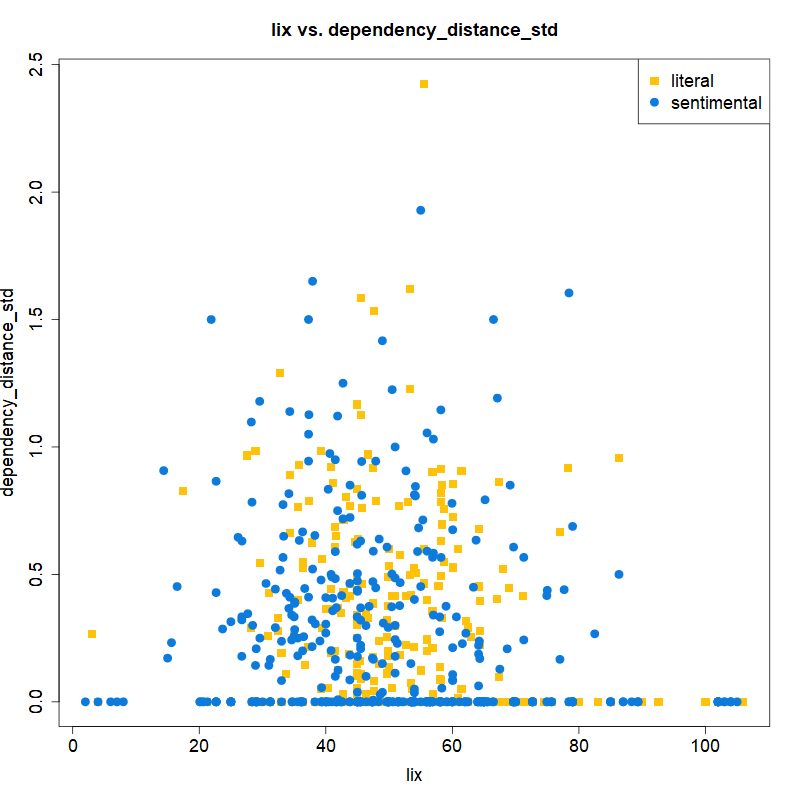 lix vs. dependency_distance_std
literal
sentimental
dependency_distance_std
2.5
2.0
1.5
1.0
0.5
0.0
0
20
40
60
80
100
lix